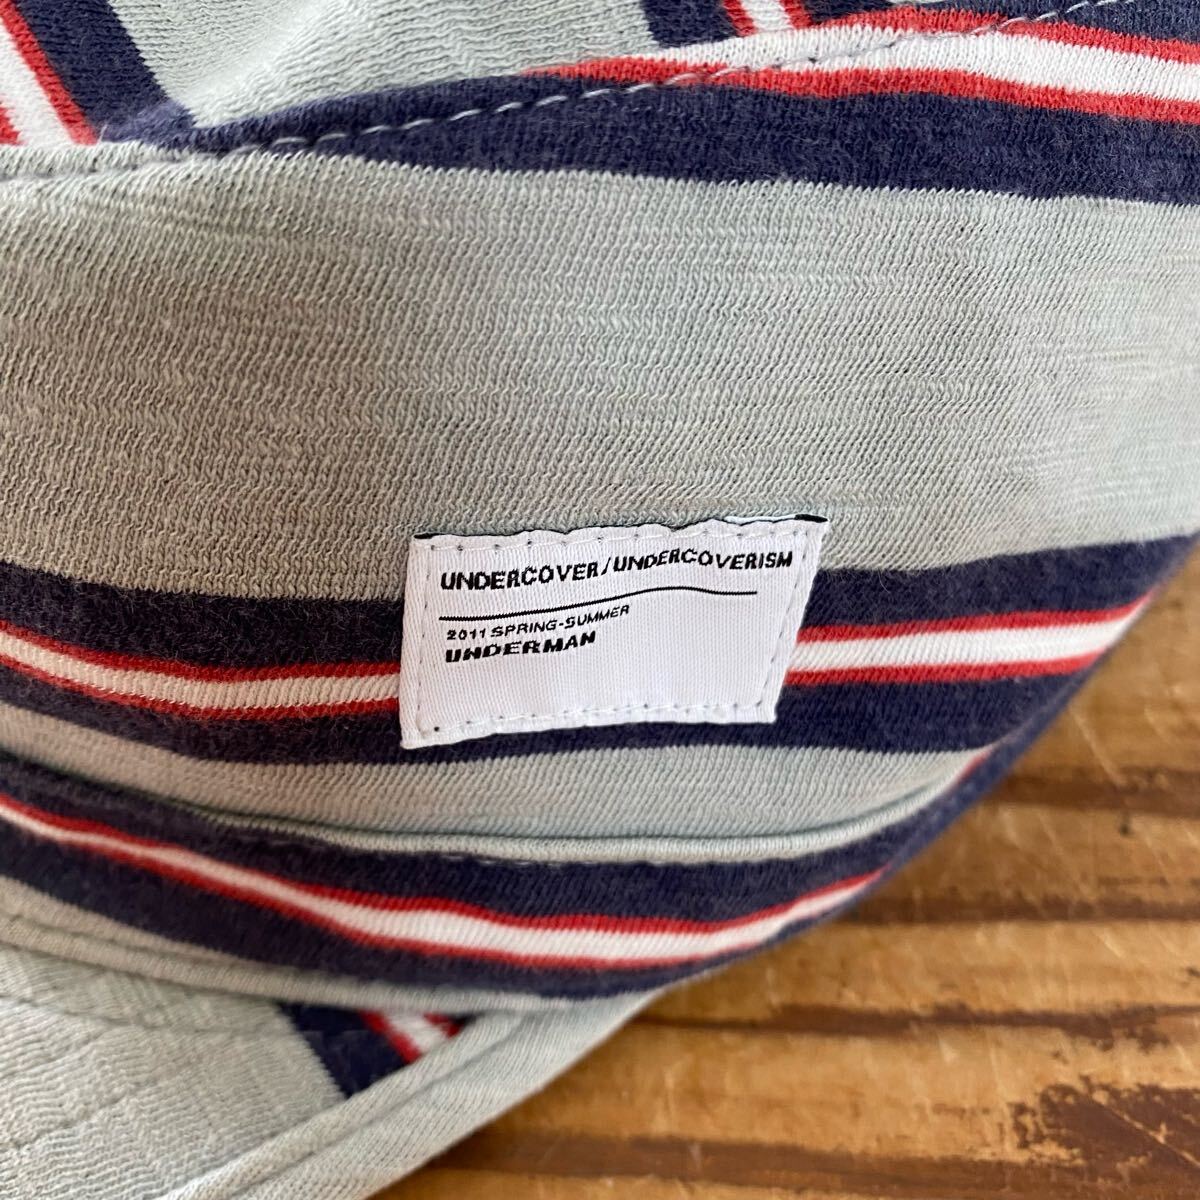 UNDERCOVER/UNDERCOVERISM
2011 SPRING-SUMMER
UNDERMAN